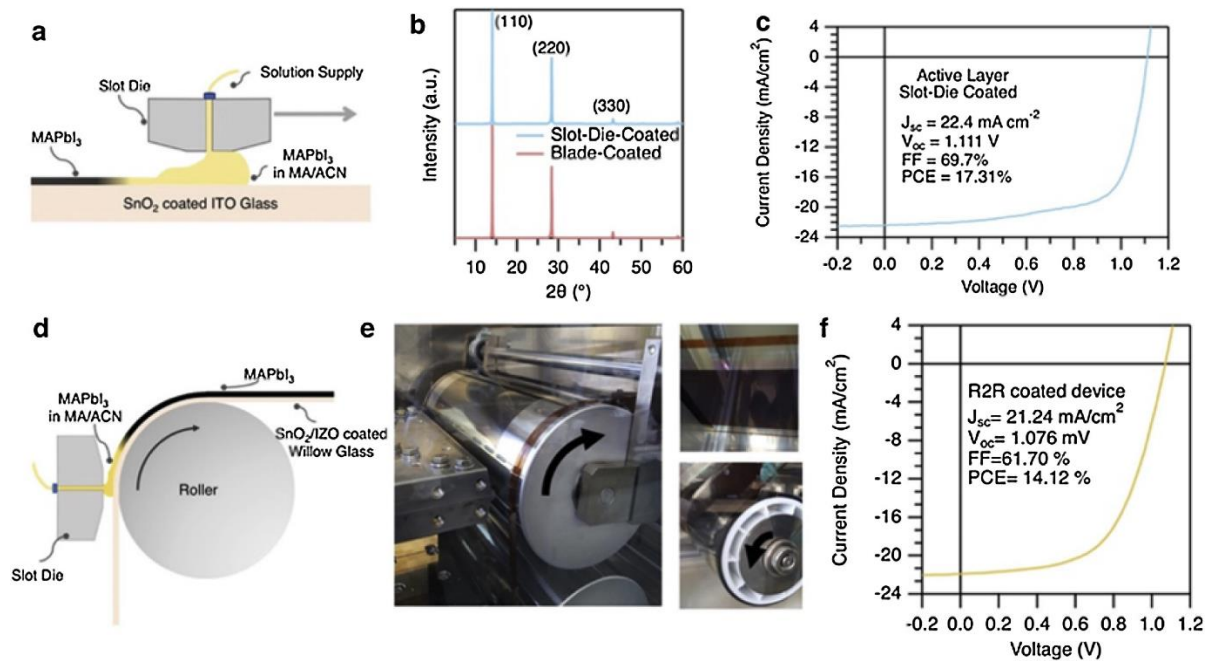 a
Solution Supply
Slot Die
MAPbI₃
MAPbI₃
in MA/ACN
SnO₂ coated ITO Glass
b
(110)
(220)
(330)
Slot-Die-Coated
Blade-Coated
Intensity (a.u.)
10 20 30 40 50 60
2θ (°)
c
4
0
-4
-8
-12
-16
-20
-24
Current Density (mA/cm²)
Active Layer
Slot-Die Coated
Jsc = 22.4 mA cm⁻²
Voc = 1.111 V
FF = 69.7%
PCE = 17.31%
-0.2 0.0 0.2 0.4 0.6 0.8 1.0 1.2
Voltage (V)
d
MAPbI₃
MAPbI₃
in MA/ACN
SnO₂/IZO coated
Willow Glass
Roller
Slot Die
e
f
4
0
-4
-8
-12
-16
-20
-24
Current Density (mA/cm²)
R2R coated device
Jsc= 21.24 mA/cm²
Voc= 1.076 mV
FF=61.70 %
PCE= 14.12 %
-0.2 0.0 0.2 0.4 0.6 0.8 1.0 1.2
Voltage (V)